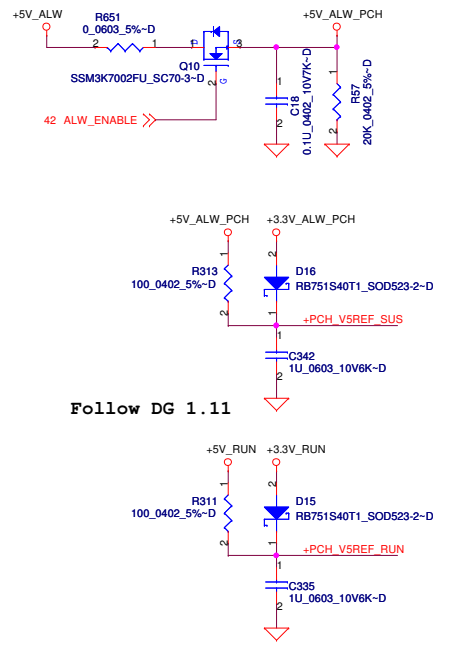 +5V_ALW
+5V_ALW_PCH
R651
0_0603_5%~D
2
1
1
D
S
3
Q10
SSM3K7002FU_SC70-3~D
2
G
42 ALW_ENABLE
1
C18
0.1U_0402_10V7K~D
2
1
R57
20K_0402_5%~D
2
+5V_ALW_PCH
+3.3V_ALW_PCH
1
R313
100_0402_5%~D
2
2
D16
RB751S40T1_SOD523-2~D
1
+PCH_V5REF_SUS
1
C342
1U_0603_10V6K~D
2
Follow DG 1.11
+5V_RUN
+3.3V_RUN
1
R311
100_0402_5%~D
2
2
D15
RB751S40T1_SOD523-2~D
1
+PCH_V5REF_RUN
1
C335
1U_0603_10V6K~D
2